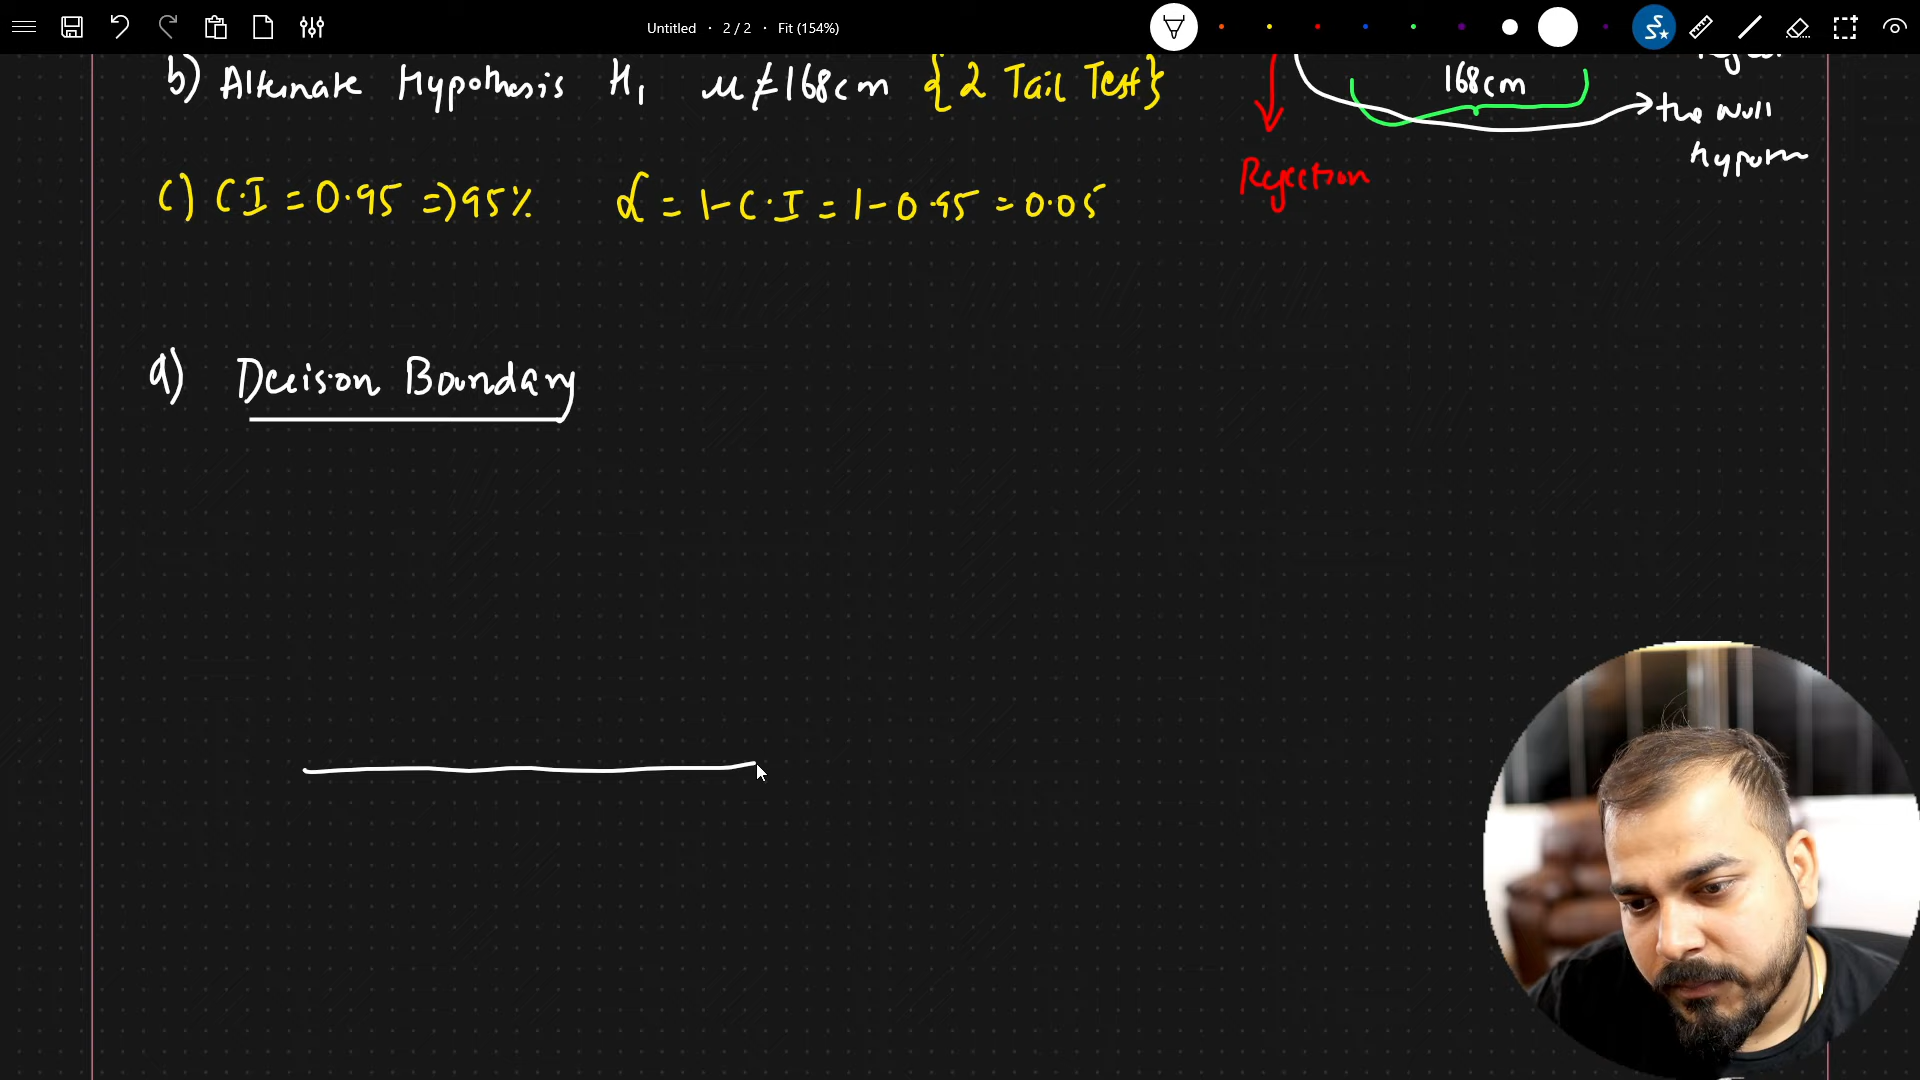 Untitled · 2 / 2 · Fit (154%)
b) Alternate Hypothesis H₁ μ ≠ 168cm {2 Tail Test}
168cm
the Null
Rejection
c) C.I = 0.95 => 95% α = 1 - C.I = 1 - 0.95 = 0.05
d) Decision Boundary